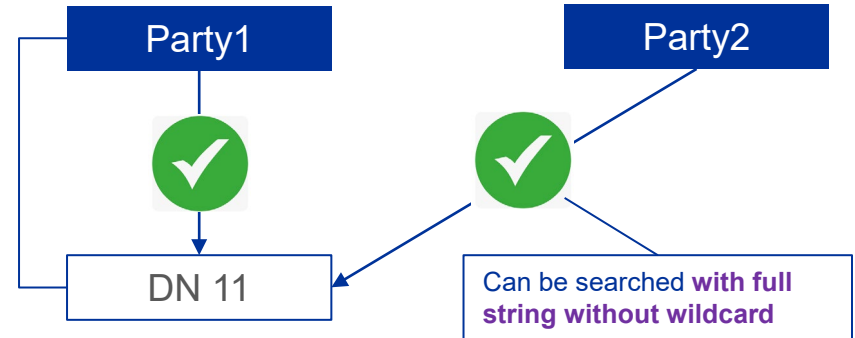 Party1
Party2
DN 11
Can be searched with full
string without wildcard